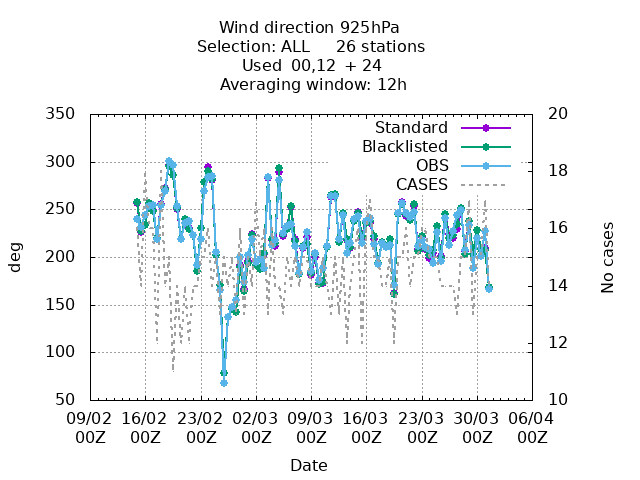 Wind direction 925hPa
Selection: ALL 26 stations
Used 00,12 + 24
Averaging window: 12h
350
300
250
200
150
100
50
deg
20
18
16
14
12
10
No cases
Standard
Blacklisted
OBS
CASES
09/02 16/02 23/02 02/03 09/03 16/03 23/03 30/03 06/04
00Z 00Z 00Z 00Z 00Z 00Z 00Z 00Z 00Z
Date